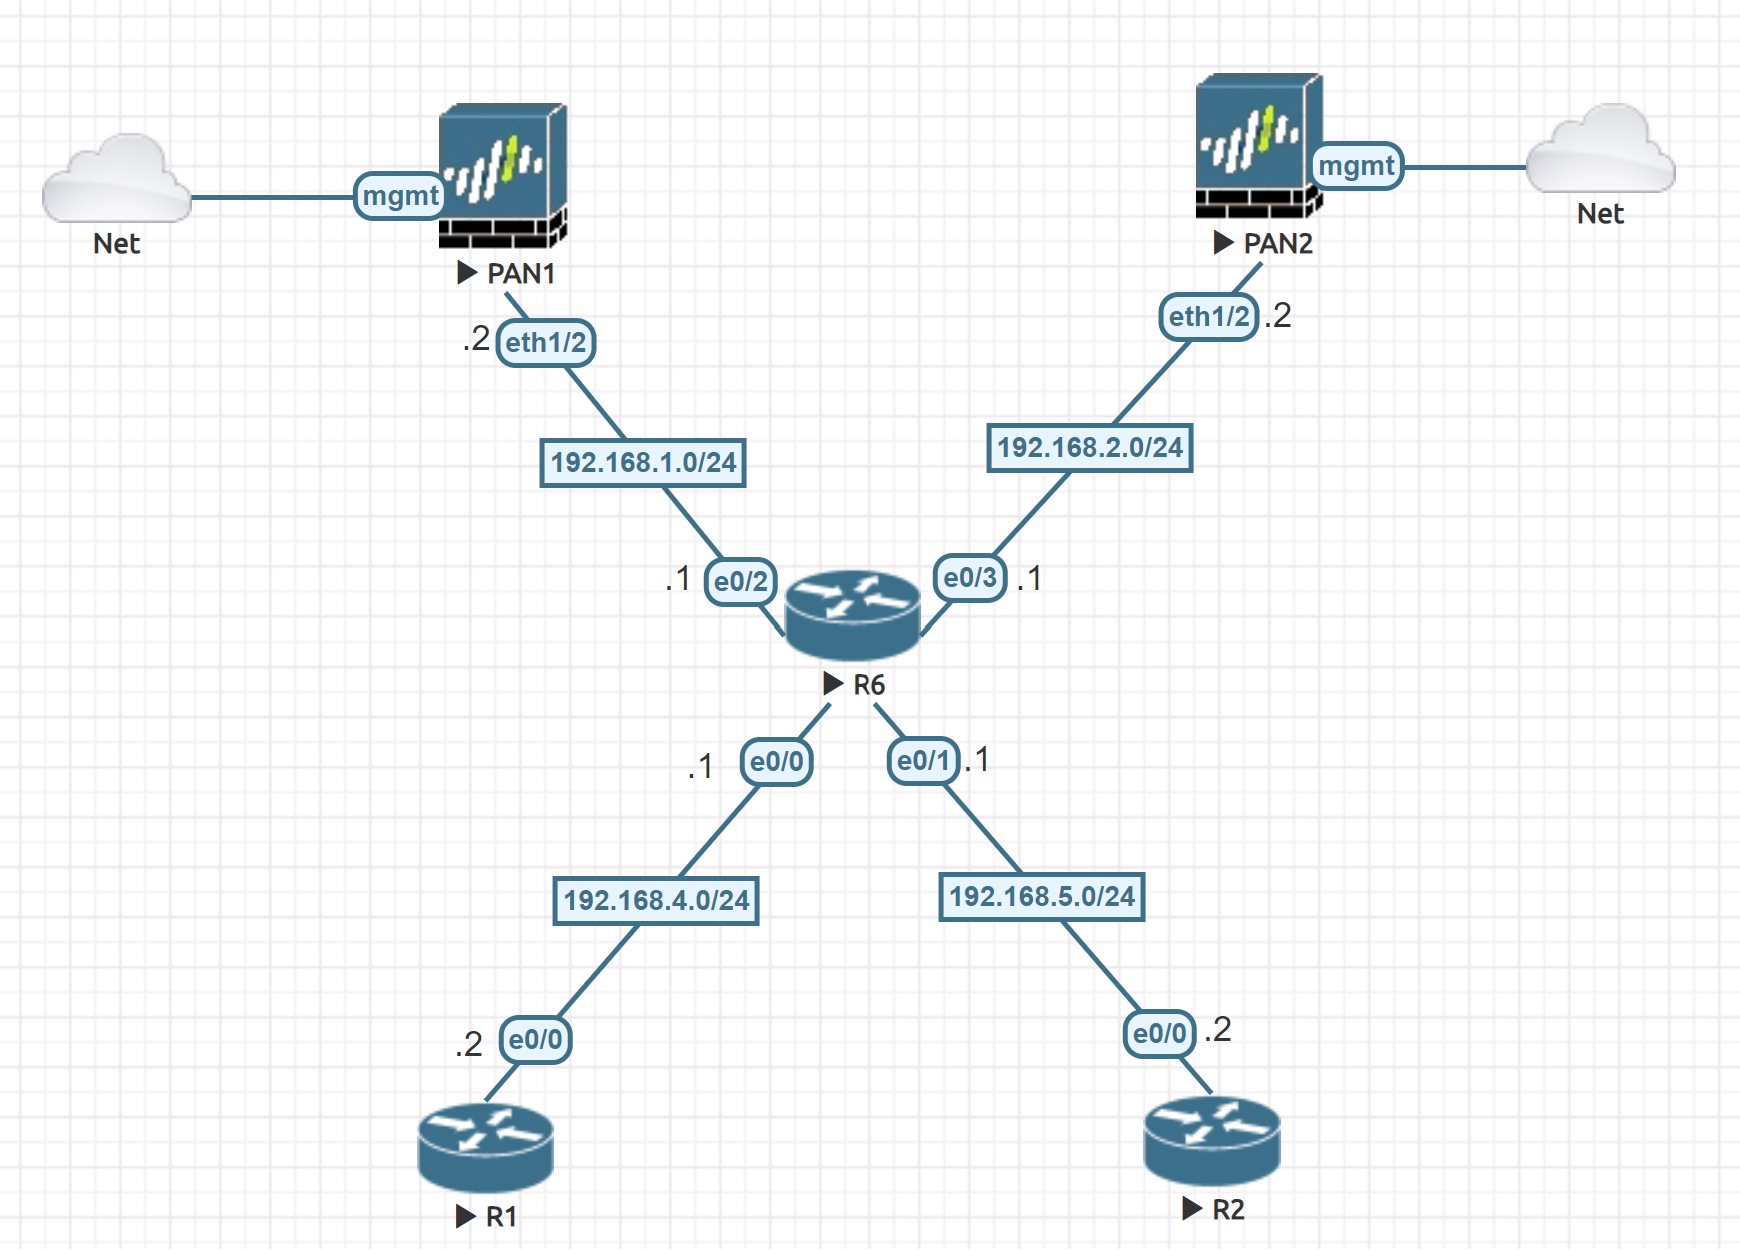 mgmt
Net
PAN1
mgmt
Net
PAN2
.2 eth1/2
eth1/2 .2
192.168.1.0/24
192.168.2.0/24
.1 e0/2
e0/3 .1
R6
.1 e0/0
e0/1 .1
192.168.4.0/24
192.168.5.0/24
.2 e0/0
e0/0 .2
R1
R2